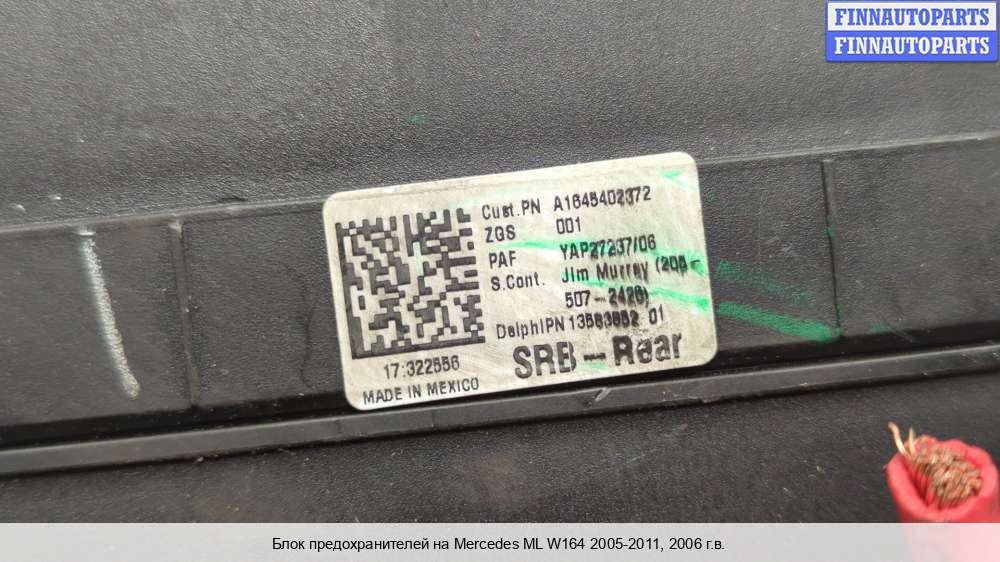 FINNAUTOPARTS
FINNAUTOPARTS
Cust.PN A1645402372
ZGS 001
PAF YAP27237/06
S.Cont. Jim Murray (208-
507-2426)
DelphiPN 13583652 01
SRB-Rear
17:322556
MADE IN MEXICO
Блок предохранителей на Mercedes ML W164 2005-2011, 2006 г.в.